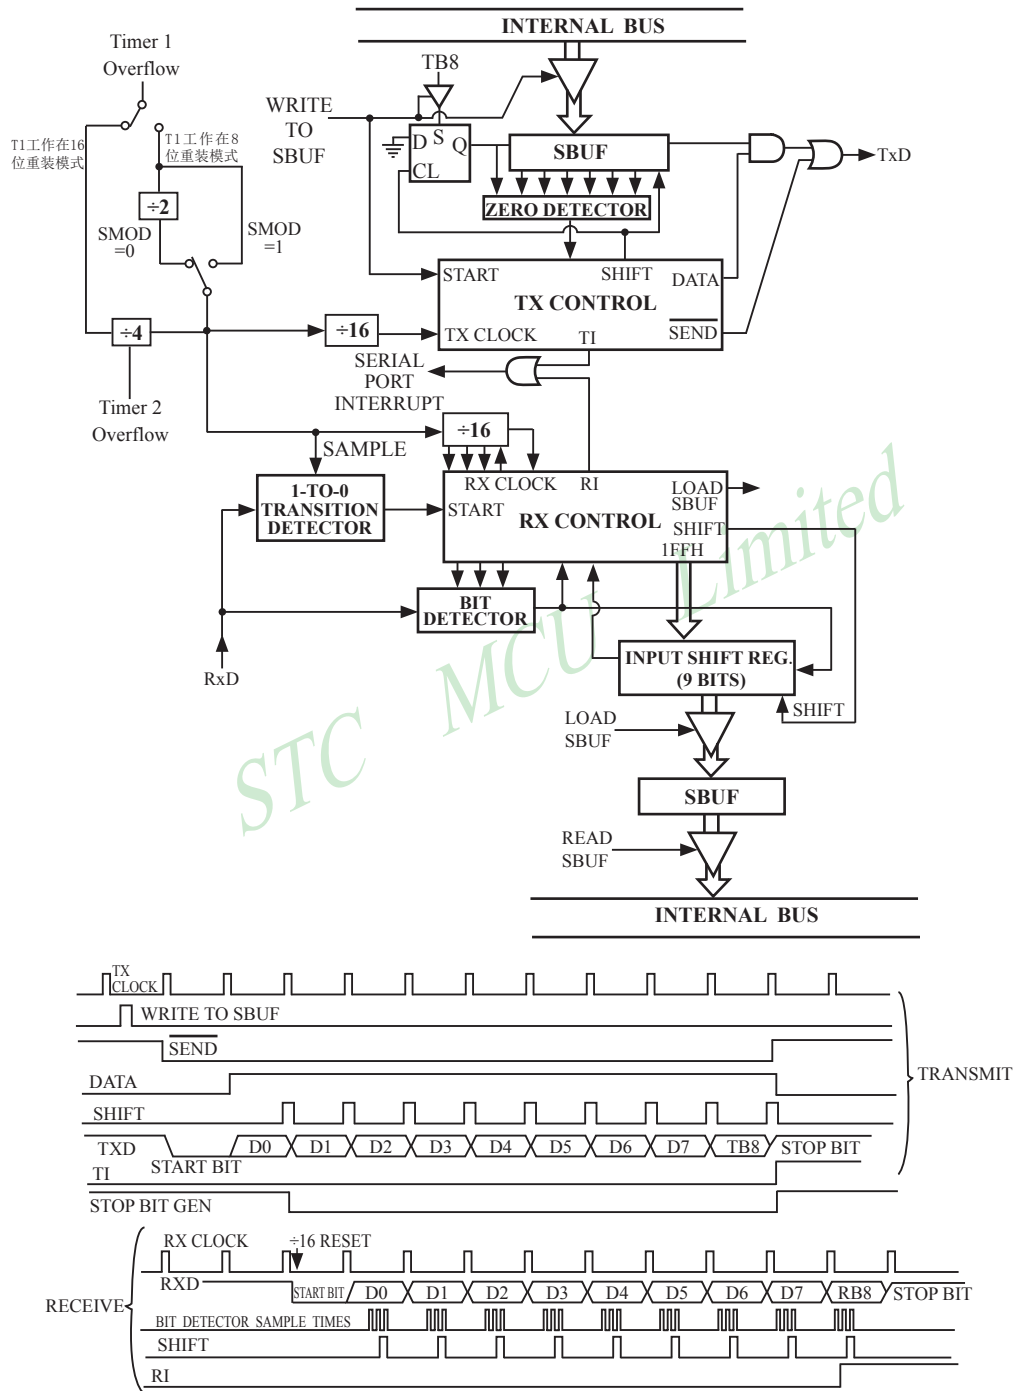 INTERNAL BUS
Timer 1
Overflow
TB8
WRITE
TO
SBUF
T1工作在16
位重装模式
T1工作在8
位重装模式
D
S
Q
CL
SBUF
TxD
÷2
ZERO DETECTOR
SMOD
=0
SMOD
=1
START
SHIFT
DATA
TX CONTROL
÷4
÷16
TX CLOCK
TI
SEND
SERIAL
PORT
INTERRUPT
Timer 2
Overflow
÷16
SAMPLE
1-TO-0
TRANSITION
DETECTOR
RX CLOCK
RI
LOAD
SBUF
START
RX CONTROL
SHIFT
1FFH
BIT
DETECTOR
RxD
INPUT SHIFT REG.
(9 BITS)
SHIFT
LOAD
SBUF
SBUF
READ
SBUF
INTERNAL BUS
STC MCU Limited
TX
CLOCK
WRITE TO SBUF
SEND
DATA
TRANSMIT
SHIFT
TXD
START BIT
D0 D1 D2 D3 D4 D5 D6 D7 TB8 STOP BIT
TI
STOP BIT GEN
RX CLOCK
÷16 RESET
RXD
START BIT D0 D1 D2 D3 D4 D5 D6 D7 RB8 STOP BIT
RECEIVE
BIT DETECTOR SAMPLE TIMES
SHIFT
RI